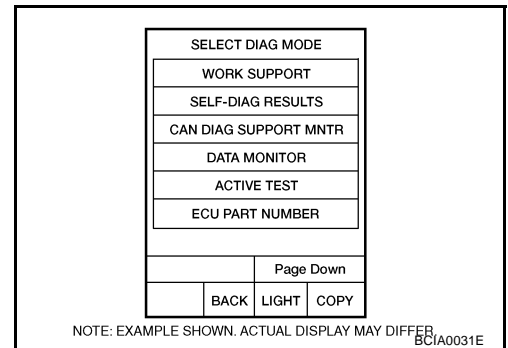 SELECT DIAG MODE
WORK SUPPORT
SELF-DIAG RESULTS
CAN DIAG SUPPORT MNTR
DATA MONITOR
ACTIVE TEST
ECU PART NUMBER
Page Down
BACK LIGHT COPY
NOTE: EXAMPLE SHOWN. ACTUAL DISPLAY MAY DIFFER.
BCIA0031E